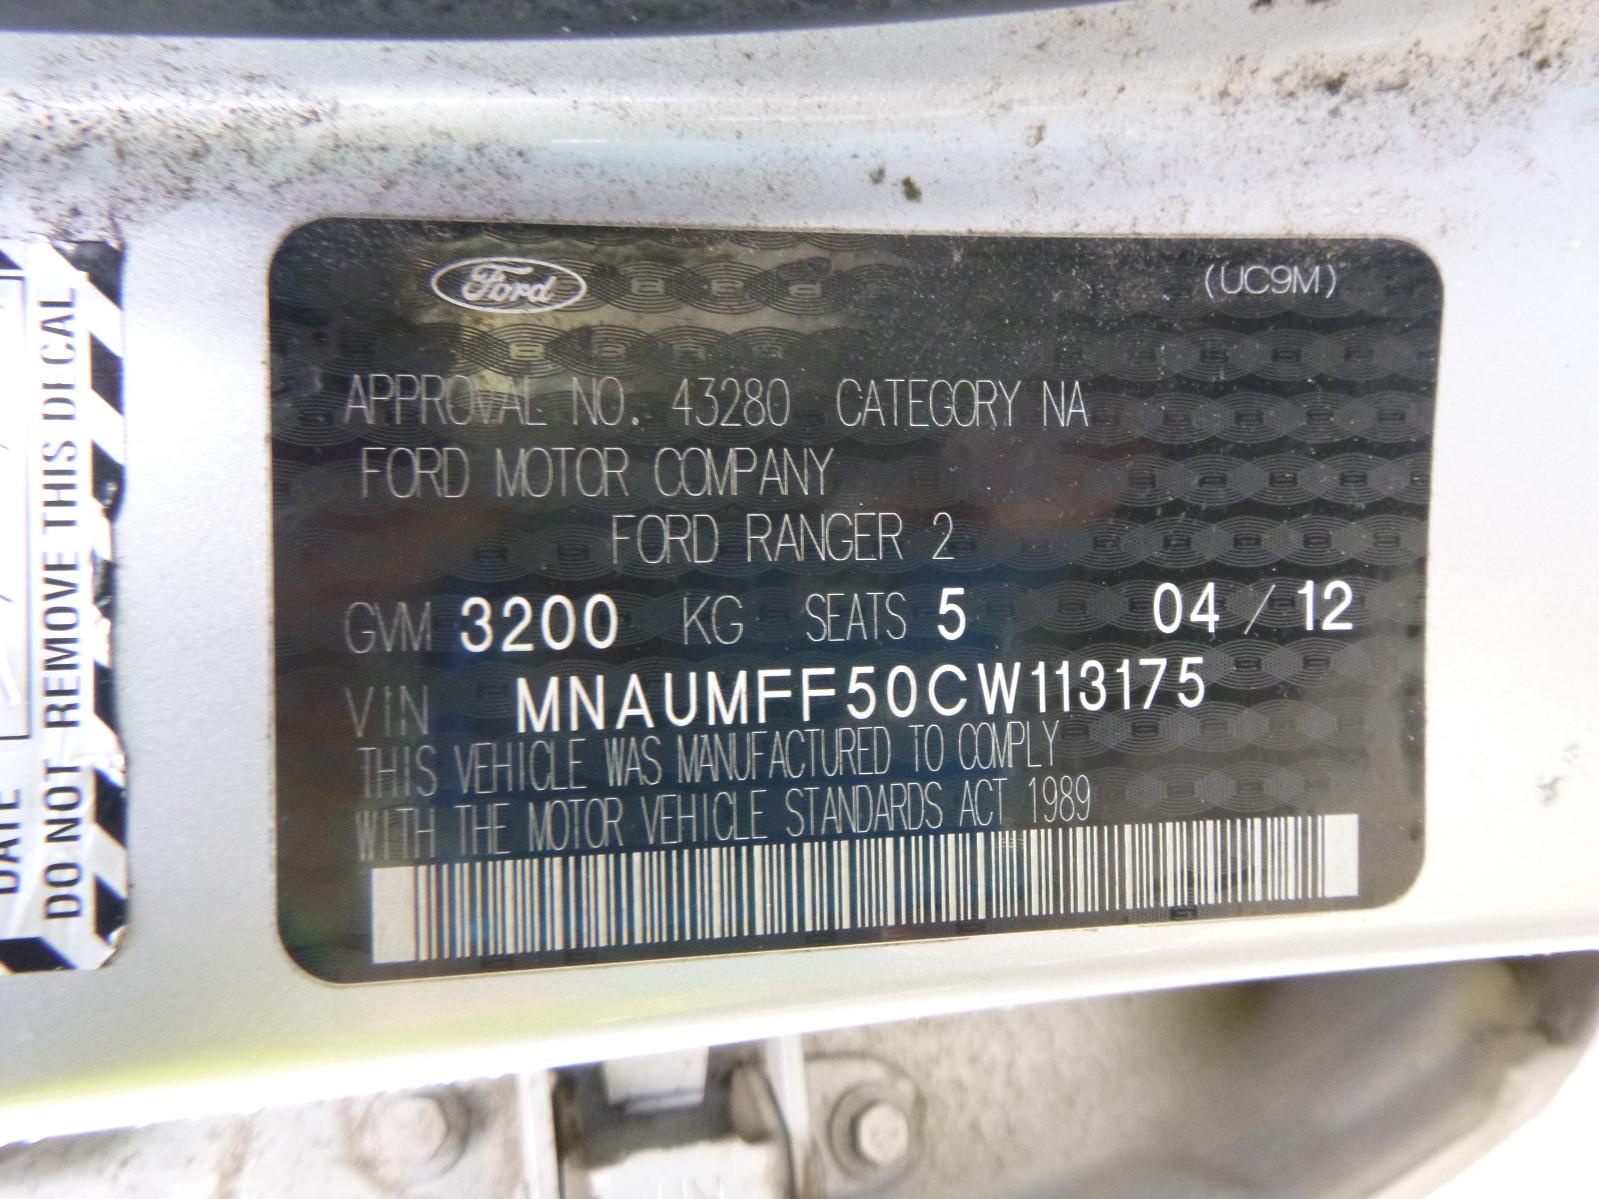 Ford
(UC9M)
APPROVAL NO. 43280 CATEGORY NA
FORD MOTOR COMPANY
FORD RANGER 2
GVM 3200 KG SEATS 5 04 / 12
VIN MNAUMFF50CW113175
THIS VEHICLE WAS MANUFACTURED TO COMPLY
WITH THE MOTOR VEHICLE STANDARDS ACT 1989
DATE
DO NOT REMOVE THIS DECAL